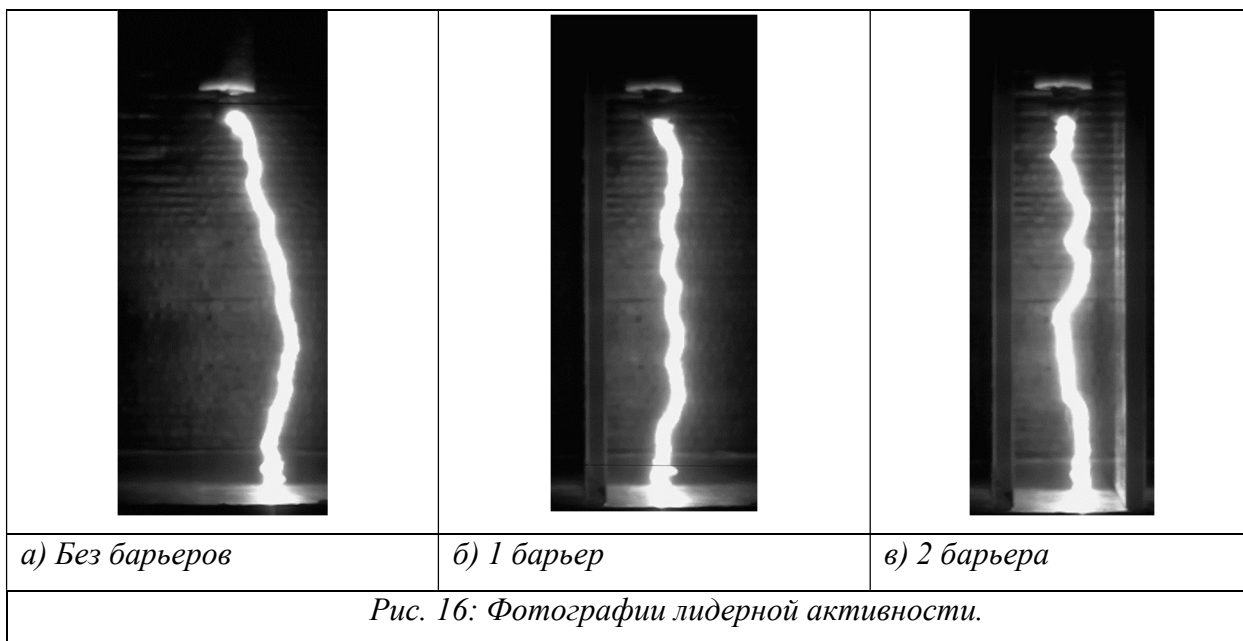 а) Без барьеров
б) 1 барьер
в) 2 барьера
Рис. 16: Фотографии лидерной активности.